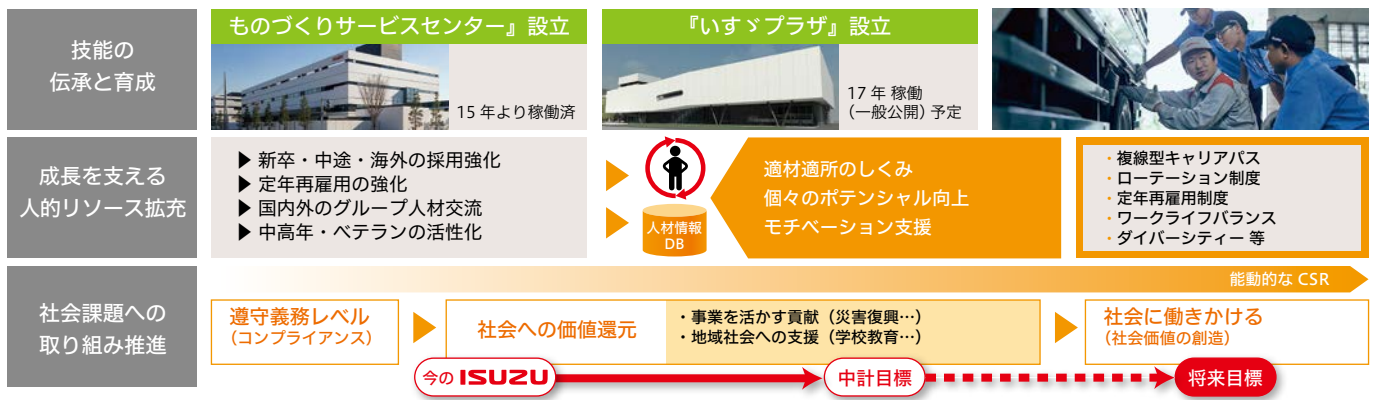 技能の
伝承と育成
ものづくりサービスセンター』設立
15 年より稼働済
『いすゞプラザ』設立
17 年 稼働
（一般公開）予定
成長を支える
人的リソース拡充
▶ 新卒・中途・海外の採用強化
▶ 定年再雇用の強化
▶ 国内外のグループ人材交流
▶ 中高年・ベテランの活性化
人材情報
DB
適材適所のしくみ
個々のポテンシャル向上
モチベーション支援
・複線型キャリアパス
・ローテーション制度
・定年再雇用制度
・ワークライフバランス
・ダイバーシティー 等
社会課題への
取り組み推進
能動的な CSR
遵守義務レベル
（コンプライアンス）
社会への価値還元
・事業を活かす貢献（災害復興…）
・地域社会への支援（学校教育…）
社会に働きかける
（社会価値の創造）
今の ISUZU
中計目標
将来目標